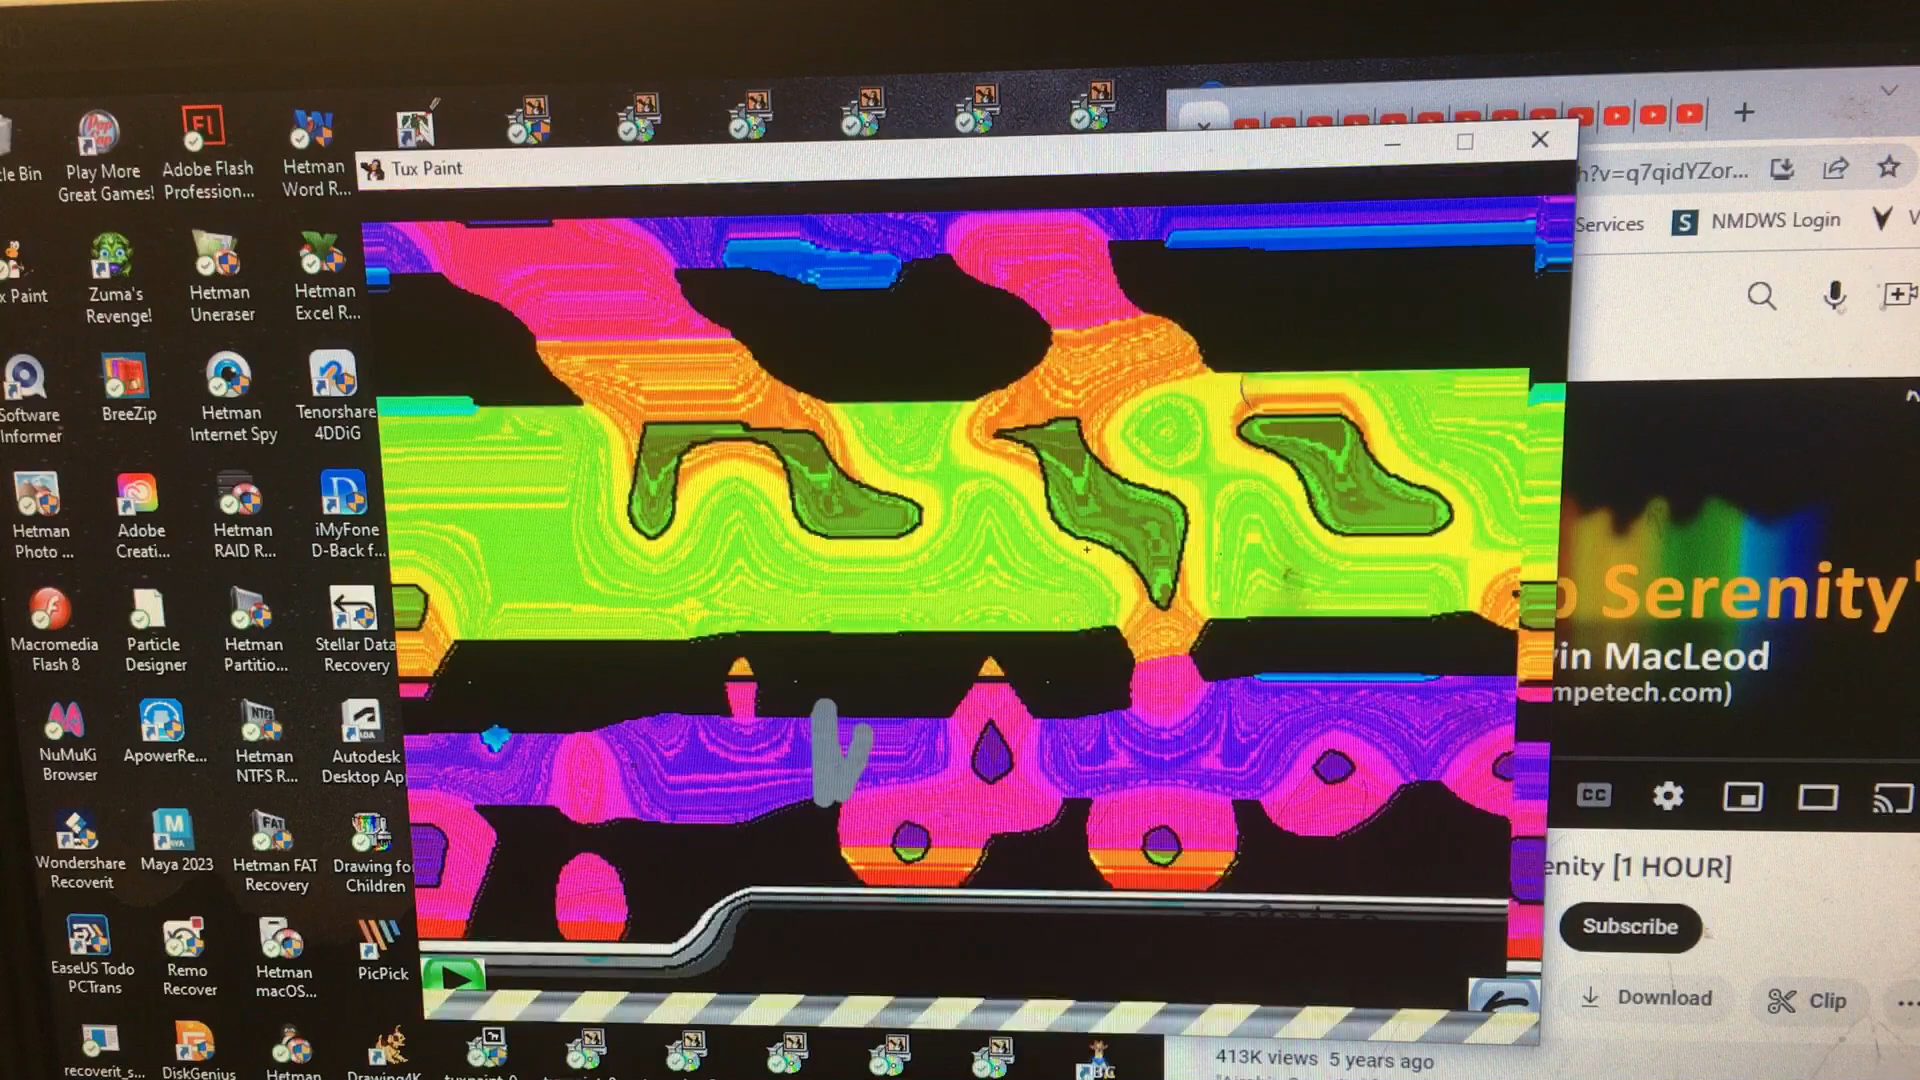 Tux Paint
h?v=q7qidYZor...
Services
NMDWS Login
le Bin
Play More
Great Games!
Adobe Flash
Profession...
Hetman
Word R...
x Paint
Zuma's
Revenge!
Hetman
Uneraser
Hetman
Excel R...
Software
Informer
BreeZip
Hetman
Internet Spy
Tenorshare
4DDiG
Hetman
Photo ...
Adobe
Creati...
Hetman
RAID R...
iMyFone
D-Back f...
Macromedia
Flash 8
Particle
Designer
Hetman
Partitio...
Stellar Data
Recovery
p Serenity"
vin MacLeod
mpetech.com)
NuMuKi
Browser
ApowerRe...
Hetman
NTFS R...
Autodesk
Desktop Ap
CC
Wondershare
Recoverit
Maya 2023
Hetman FAT
Recovery
Drawing fo
Children
enity [1 HOUR]
Subscribe
EaseUS Todo
PCTrans
Remo
Recover
Hetman
macOS...
PicPick
Download
Clip
recoverit_s...
DiskGenius
Hetman
Drawing4K
413K views 5 years ago